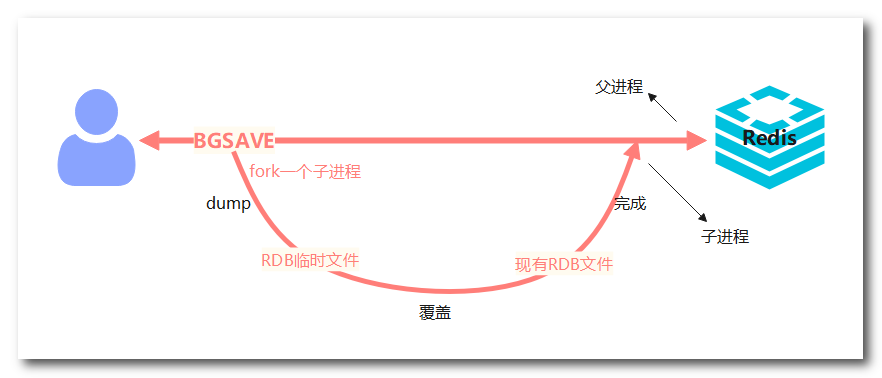 父进程
BGSAVE
Redis
fork一个子进程
dump
完成
子进程
RDB临时文件
现有RDB文件
覆盖